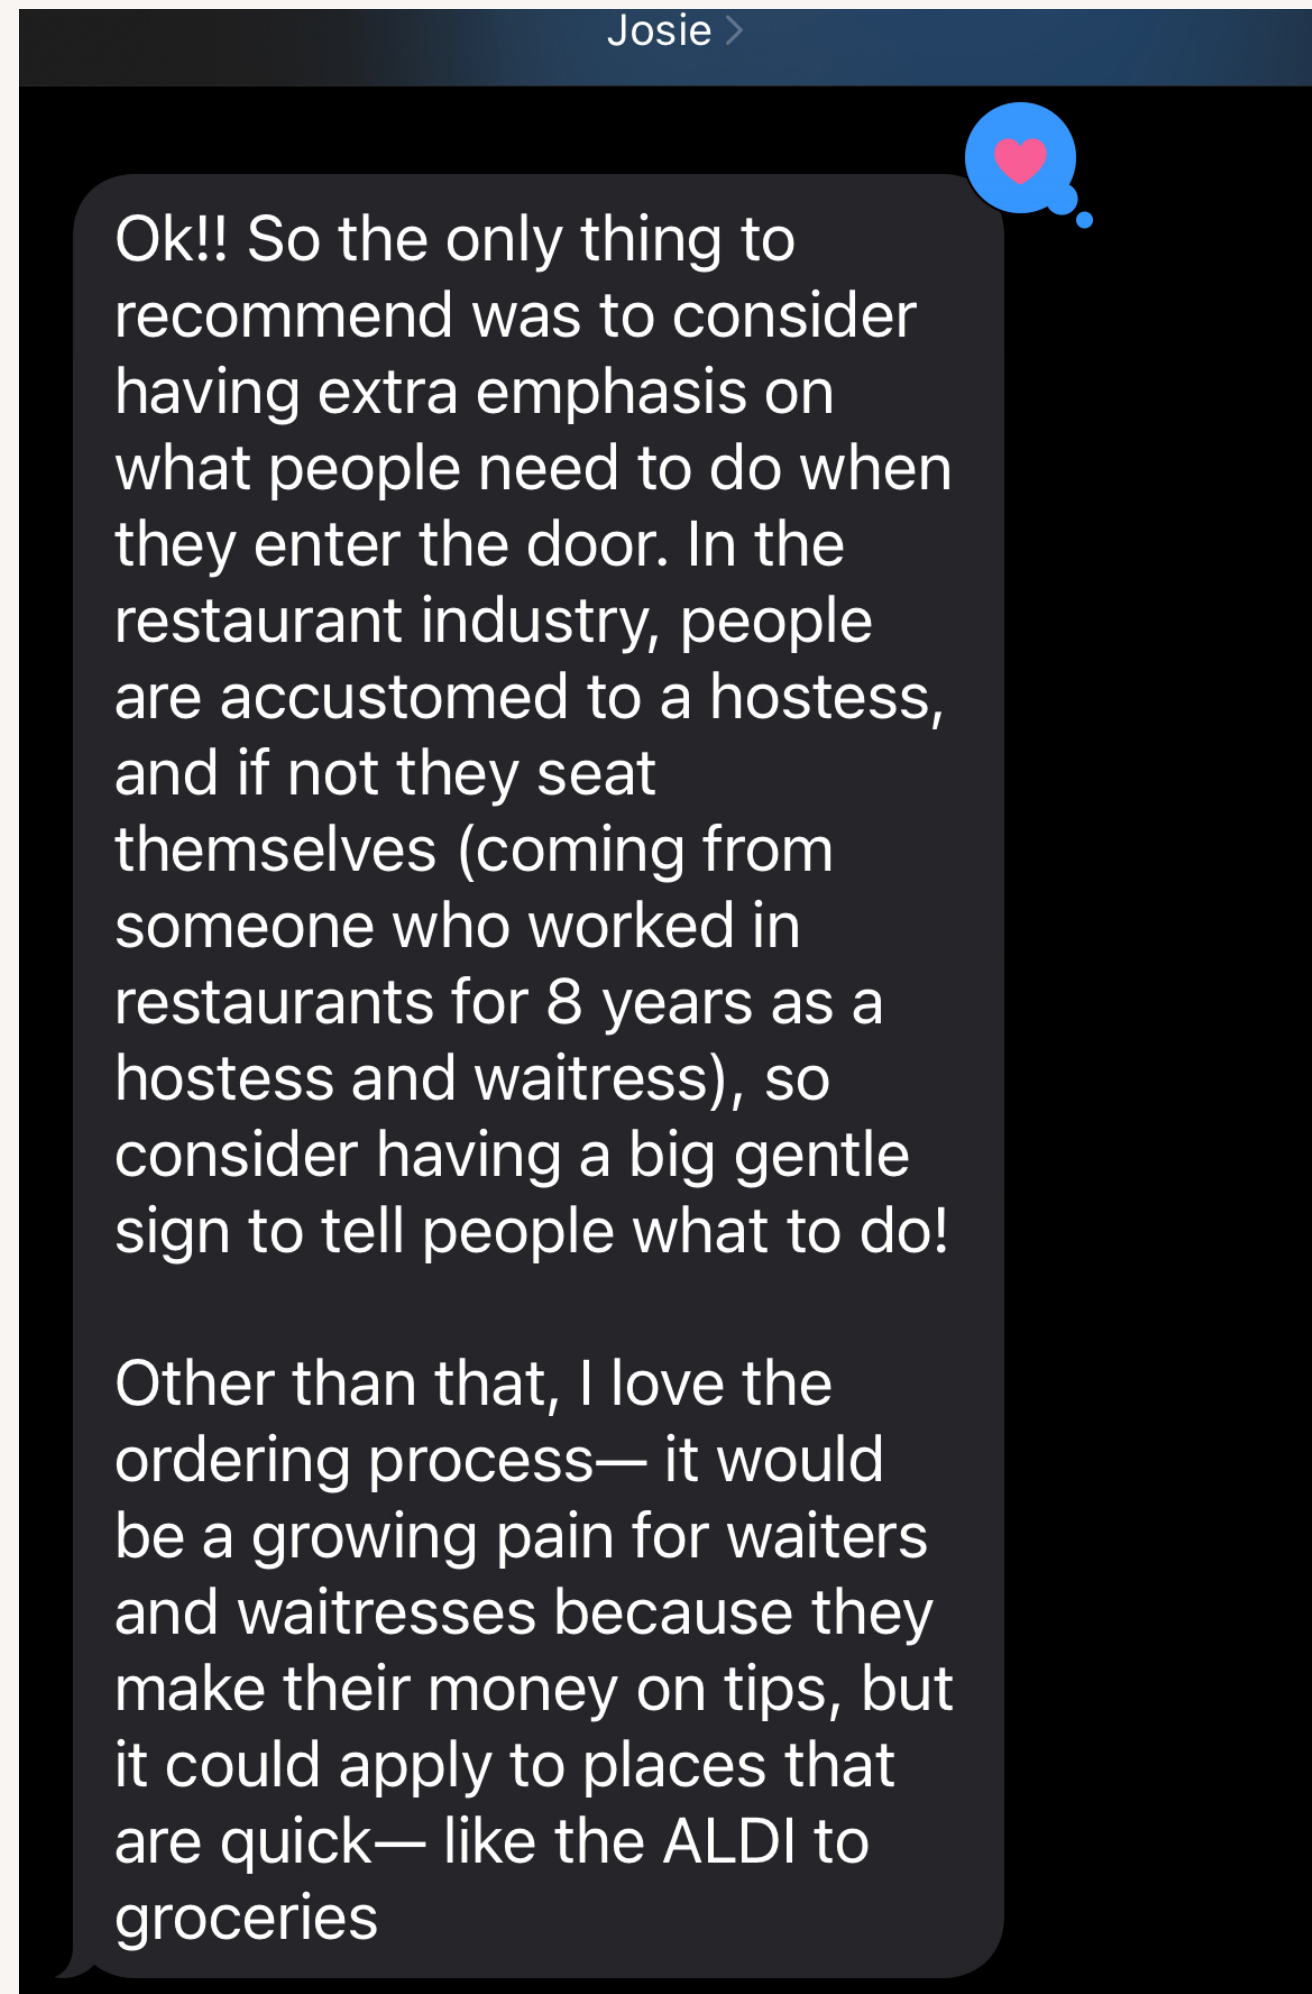 Josie
Ok!! So the only thing to
recommend was to consider
having extra emphasis on
what people need to do when
they enter the door. In the
restaurant industry, people
are accustomed to a hostess,
and if not they seat
themselves (coming from
someone who worked in
restaurants for 8 years as a
hostess and waitress), so
consider having a big gentle
sign to tell people what to do!
Other than that, I love the
ordering process— it would
be a growing pain for waiters
and waitresses because they
make their money on tips, but
it could apply to places that
are quick— like the ALDI to
groceries